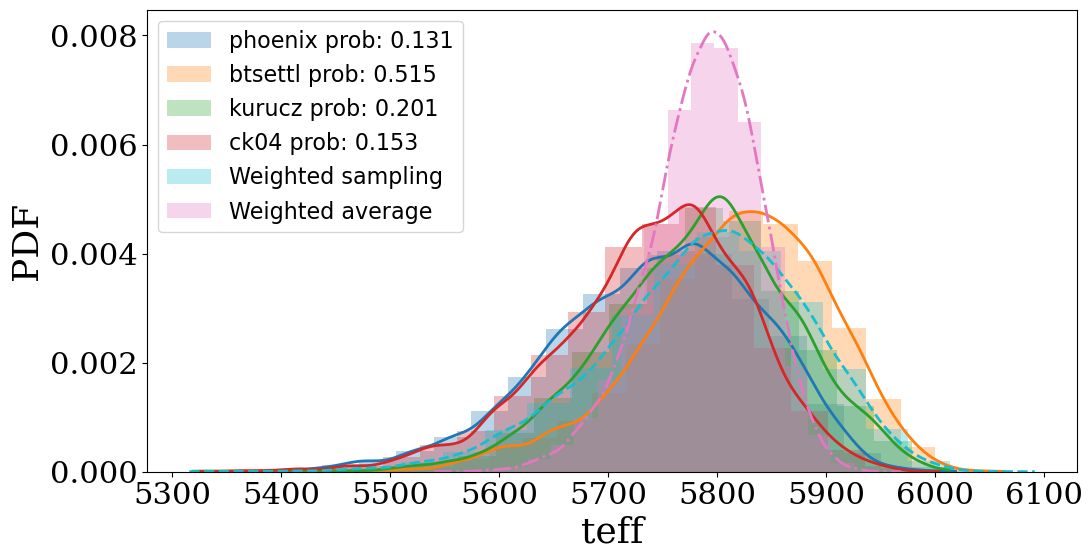 phoenix prob: 0.131
btsettl prob: 0.515
kurucz prob: 0.201
ck04 prob: 0.153
Weighted sampling
Weighted average
PDF
0.008
0.006
0.004
0.002
0.000
5300 5400 5500 5600 5700 5800 5900 6000 6100
teff